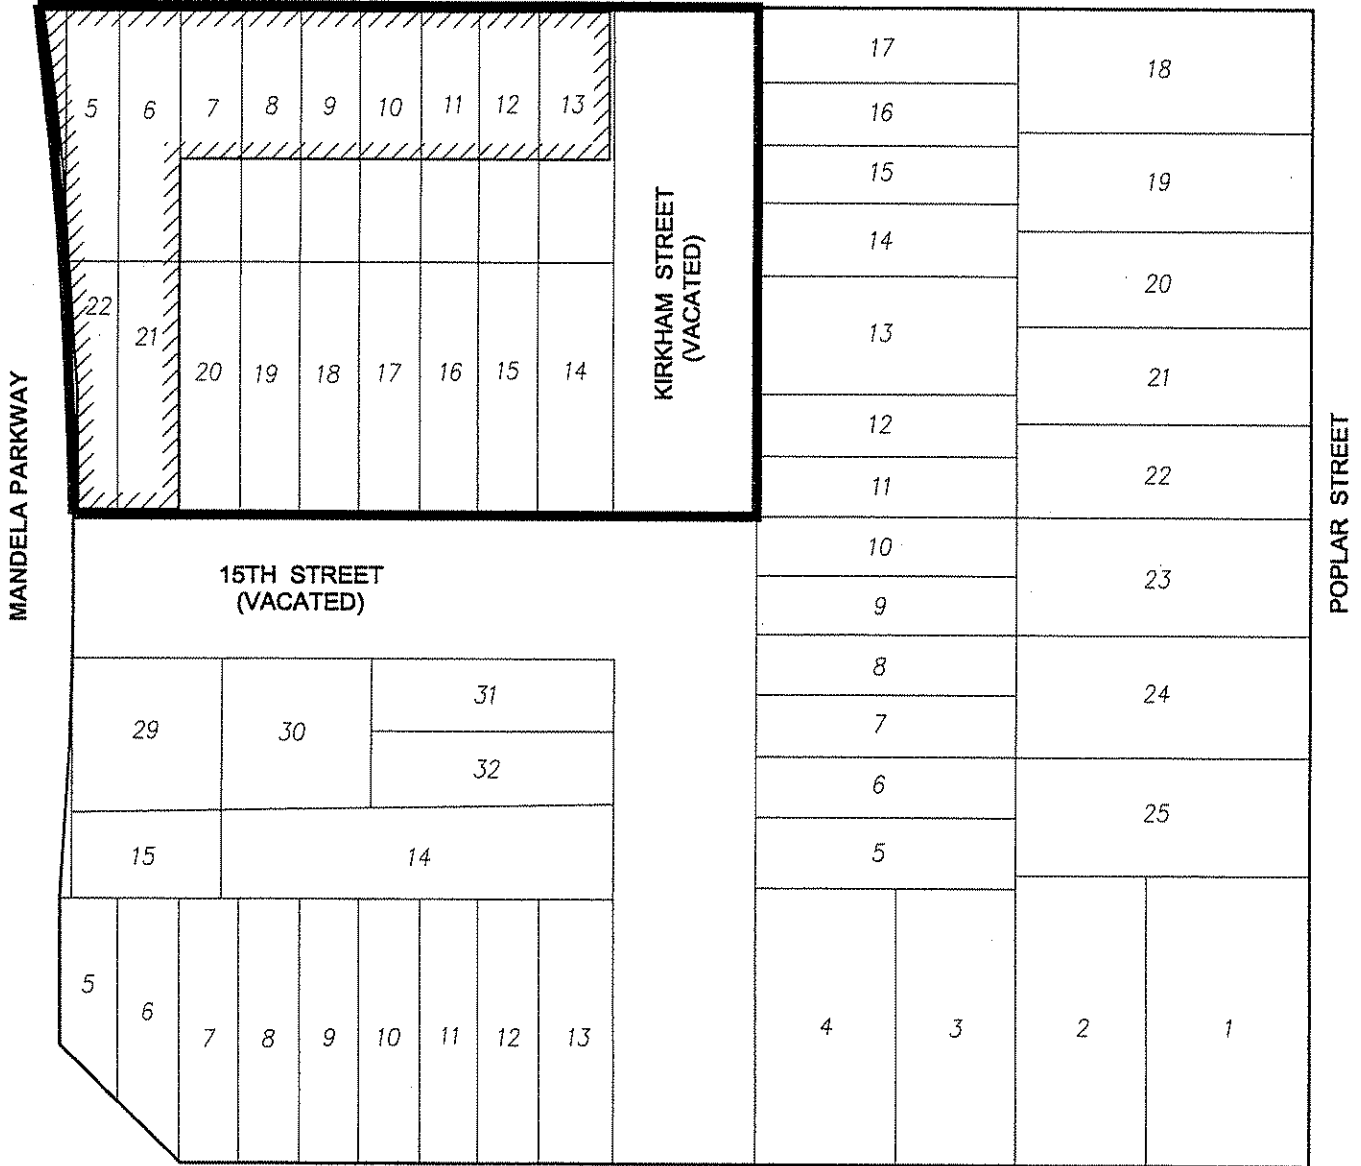 5 6 7 8 9 10 11 12 13
22 21 20 19 18 17 16 15 14
KIRKHAM STREET
(VACATED)
MANDELA PARKWAY
15TH STREET
(VACATED)
29 30 31
32
15 14
5 6 7 8 9 10 11 12 13
17
16
15
14
13
12
11
10
9
8
7
6
5
4 3 2 1
18
19
20
21
22
23
24
25
POPLAR STREET